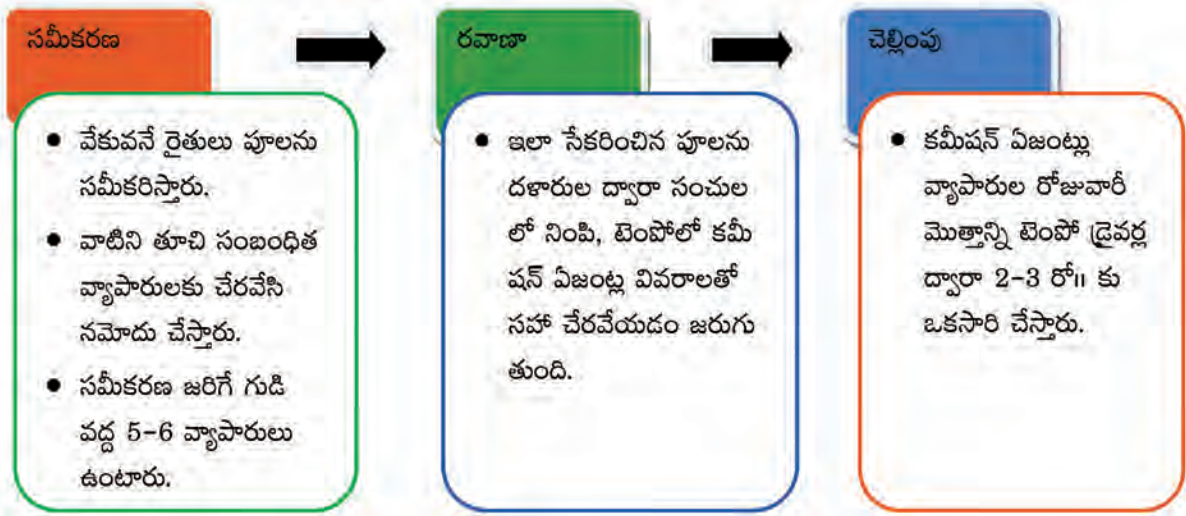 సమీకరణ
• వేకువనే రైతులు పూలను
సమీకరిస్తారు.
• వాటిని తూచి సంబంధిత
వ్యాపారులకు చేరవేసి
నమోదు చేస్తారు.
• సమీకరణ జరిగే గుడి
వద్ద 5-6 వ్యాపారులు
ఉంటారు.
రవాణా
• ఇలా సేకరించిన పూలను
దళారుల ద్వారా సంచుల
లో నింపి, టెంపోలో కమీ
షన్ ఏజంట్ల వివరాలతో
సహా చేరవేయడం జరుగు
తుంది.
చెల్లింపు
• కమీషన్ ఏజంట్లు
వ్యాపారుల రోజువారీ
మొత్తాన్ని టెంపో డ్రైవర్ల
ద్వారా 2-3 రో॥ కు
ఒకసారి చేస్తారు.